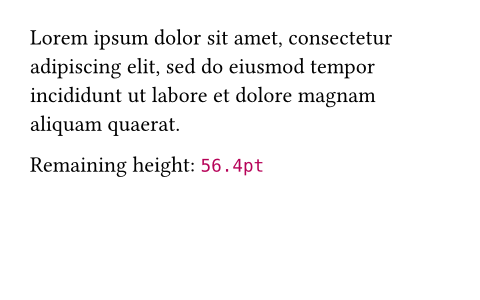 Lorem ipsum dolor sit amet, consectetur
adipiscing elit, sed do eiusmod tempor
incididunt ut labore et dolore magnam
aliquam quaerat.
Remaining height: 56.4pt